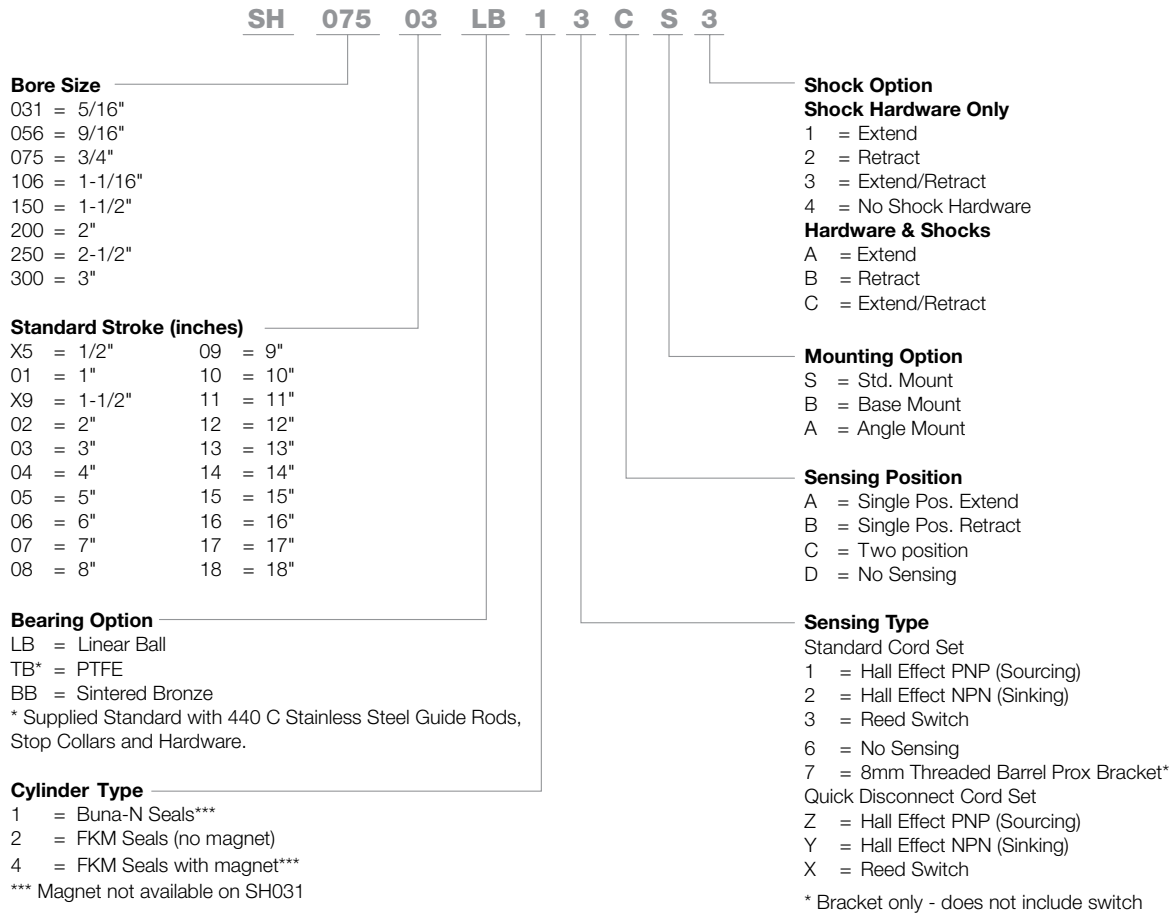 SH 075 03 LB 1 3 C S 3
Bore Size
031 = 5/16"
056 = 9/16"
075 = 3/4"
106 = 1-1/16"
150 = 1-1/2"
200 = 2"
250 = 2-1/2"
300 = 3"
Standard Stroke (inches)
X5 = 1/2" 09 = 9"
01 = 1" 10 = 10"
X9 = 1-1/2" 11 = 11"
02 = 2" 12 = 12"
03 = 3" 13 = 13"
04 = 4" 14 = 14"
05 = 5" 15 = 15"
06 = 6" 16 = 16"
07 = 7" 17 = 17"
08 = 8" 18 = 18"
Bearing Option
LB = Linear Ball
TB* = PTFE
BB = Sintered Bronze
* Supplied Standard with 440 C Stainless Steel Guide Rods,
Stop Collars and Hardware.
Cylinder Type
1 = Buna-N Seals***
2 = FKM Seals (no magnet)
4 = FKM Seals with magnet***
*** Magnet not available on SH031
Shock Option
Shock Hardware Only
1 = Extend
2 = Retract
3 = Extend/Retract
4 = No Shock Hardware
Hardware & Shocks
A = Extend
B = Retract
C = Extend/Retract
Mounting Option
S = Std. Mount
B = Base Mount
A = Angle Mount
Sensing Position
A = Single Pos. Extend
B = Single Pos. Retract
C = Two position
D = No Sensing
Sensing Type
Standard Cord Set
1 = Hall Effect PNP (Sourcing)
2 = Hall Effect NPN (Sinking)
3 = Reed Switch
6 = No Sensing
7 = 8mm Threaded Barrel Prox Bracket*
Quick Disconnect Cord Set
Z = Hall Effect PNP (Sourcing)
Y = Hall Effect NPN (Sinking)
X = Reed Switch
* Bracket only - does not include switch